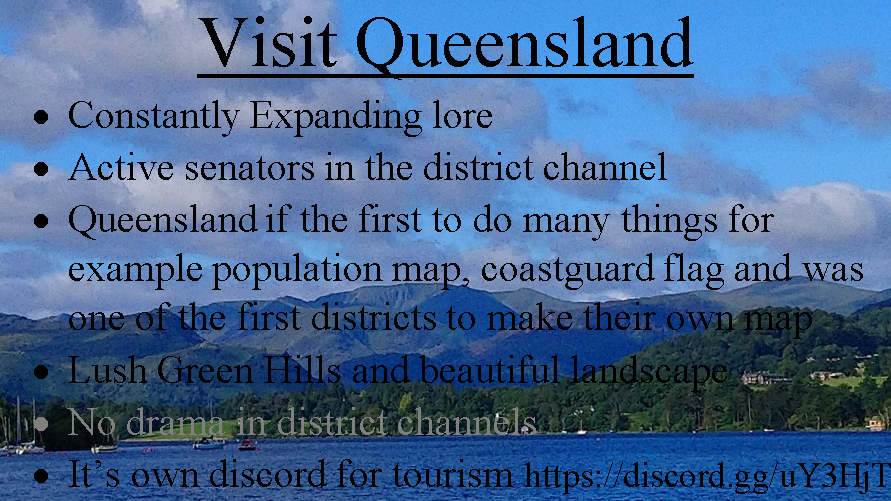 Visit Queensland
• Constantly Expanding lore
• Active senators in the district channel
• Queensland if the first to do many things for
example population map, coastguard flag and was
one of the first districts to make their own map
• Lush Green Hills and beautiful landscape
• No drama in district channels
• It's own discord for tourism https://discord.gg/uY3HjT